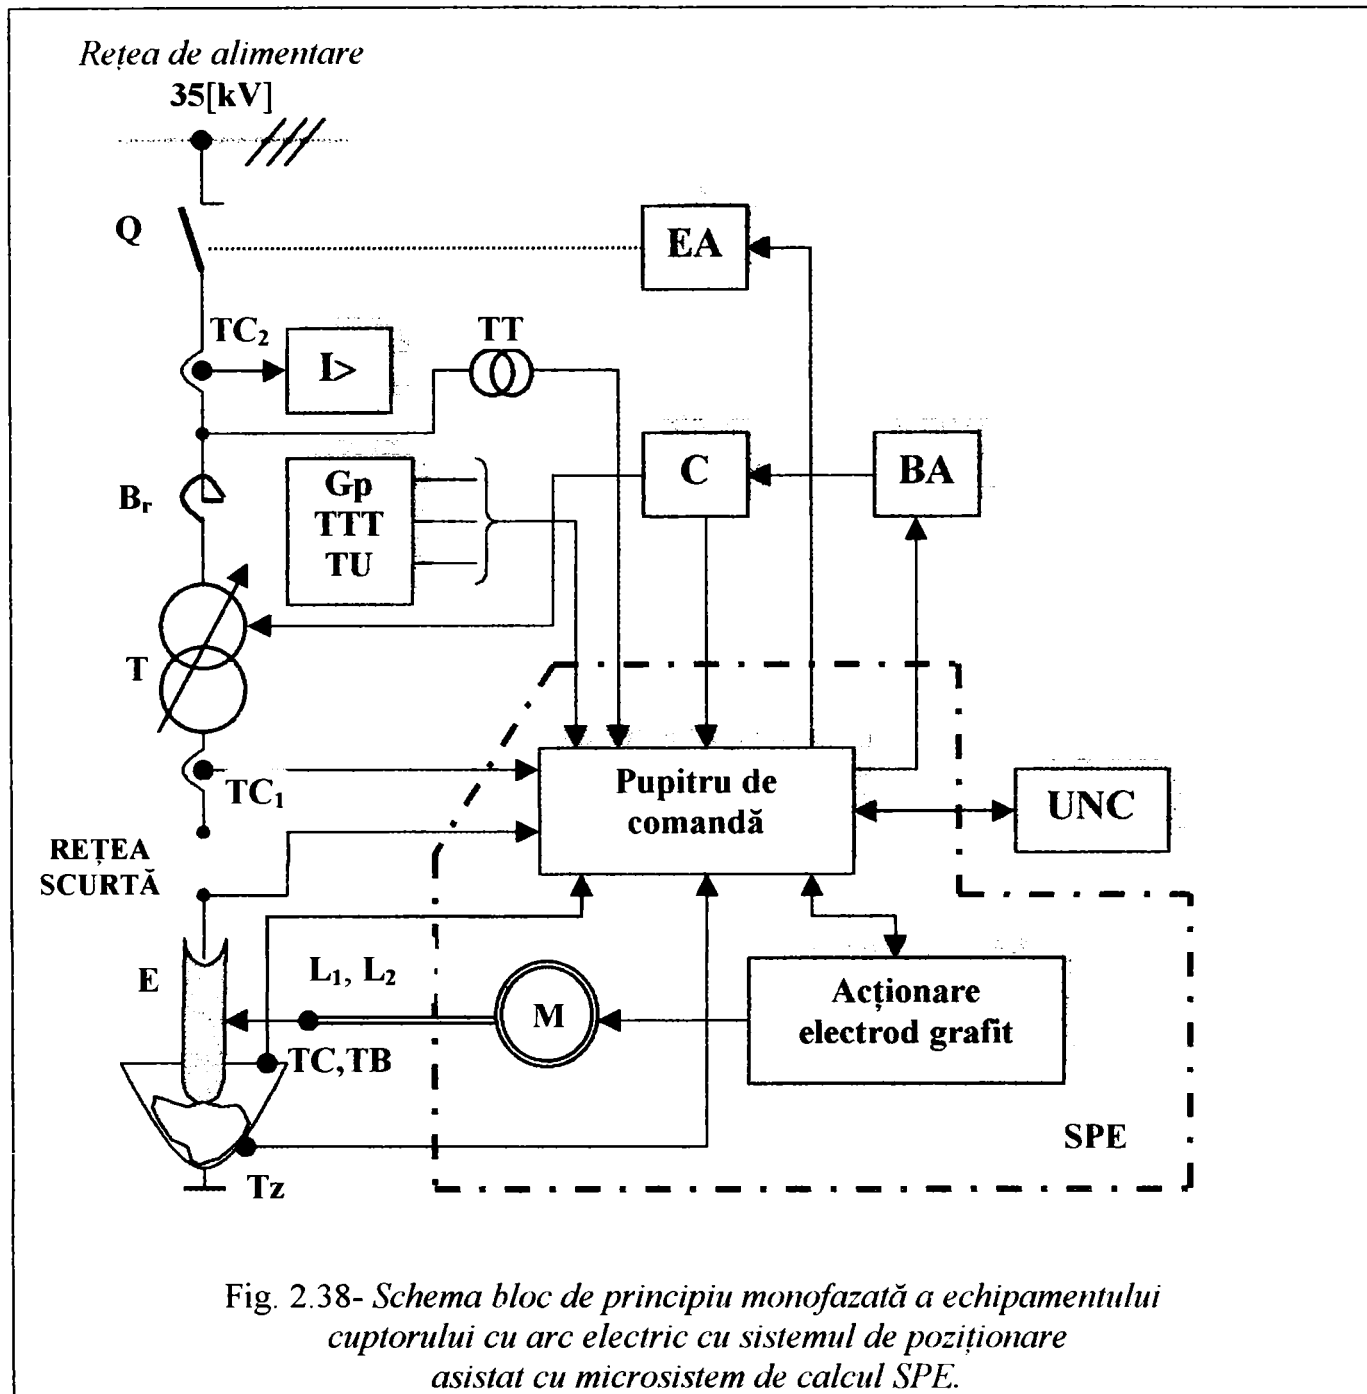 Rețea de alimentare
35[kV]
Q
EA
TC₂
I>
TT
C
BA
Bᵣ
Gp
TTT
TU
T
TC₁
Pupitru de
comandă
UNC
REȚEA
SCURTĂ
E
L₁, L₂
M
Acționare
electrod grafit
TC,TB
SPE
Tz
Fig. 2.38- Schema bloc de principiu monofazată a echipamentului
cuptorului cu arc electric cu sistemul de poziționare
asistat cu microsistem de calcul SPE.